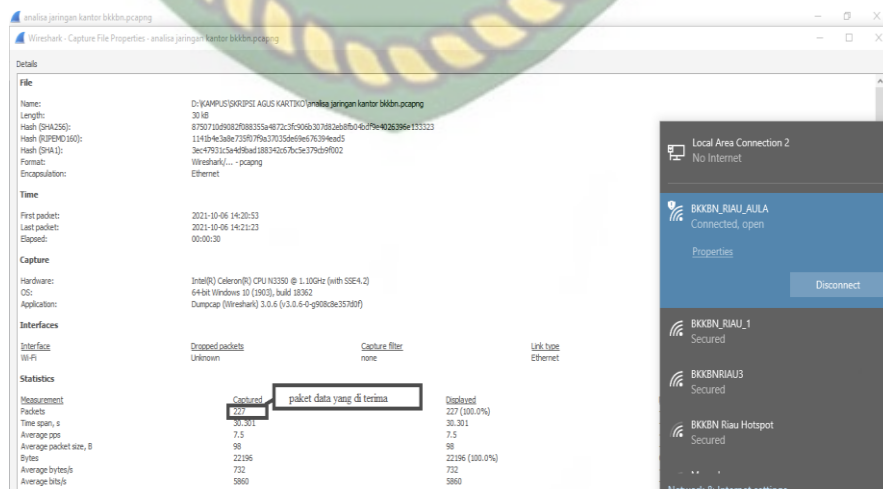 analisa jaringan kantor bkkbn.pcapng
Wireshark - Capture File Properties - analisa jaringan kantor bkkbn.pcapng
Details
File
Name: D:\KAMPUS\SKRIPSI AGUS KARTIKO\analisa jaringan kantor bkkbn.pcapng
Length: 30 kB
Hash (SHA256):
Hash (RIPEMD160):
Hash (SHA1):
Format: Wireshark/... - pcapng
Encapsulation: Ethernet
Time
First packet: 2021-10-06 14:20:53
Last packet: 2021-10-06 14:21:23
Elapsed: 00:00:30
Capture
Hardware: Intel(R) Celeron(R) CPU N3350 @ 1.10GHz (with SSE4.2)
OS: 64-bit Windows 10 (1903), build 18362
Application: Dumpcap (Wireshark) 3.0.6 (v3.0.6-0-g908c8e357d0f)
Interfaces
Interface Dropped packets Capture filter Link type
Wi-Fi Unknown none Ethernet
Statistics
Measurement Captured Displayed
paket data yang di terima
Packets 227 227 (100.0%)
Time span, s 30.301 30.301
Average pps 7.5 7.5
Average packet size, B 98 98
Bytes 22196 22196 (100.0%)
Average bytes/s 732 732
Average bits/s 5860 5860
Local Area Connection 2
No Internet
BKKBN_RIAU_AULA
Connected, open
Properties
Disconnect
BKKBN_RIAU_1
Secured
BKKBNRIAU3
Secured
BKKBN Riau Hotspot
Secured
Network & Internet settings